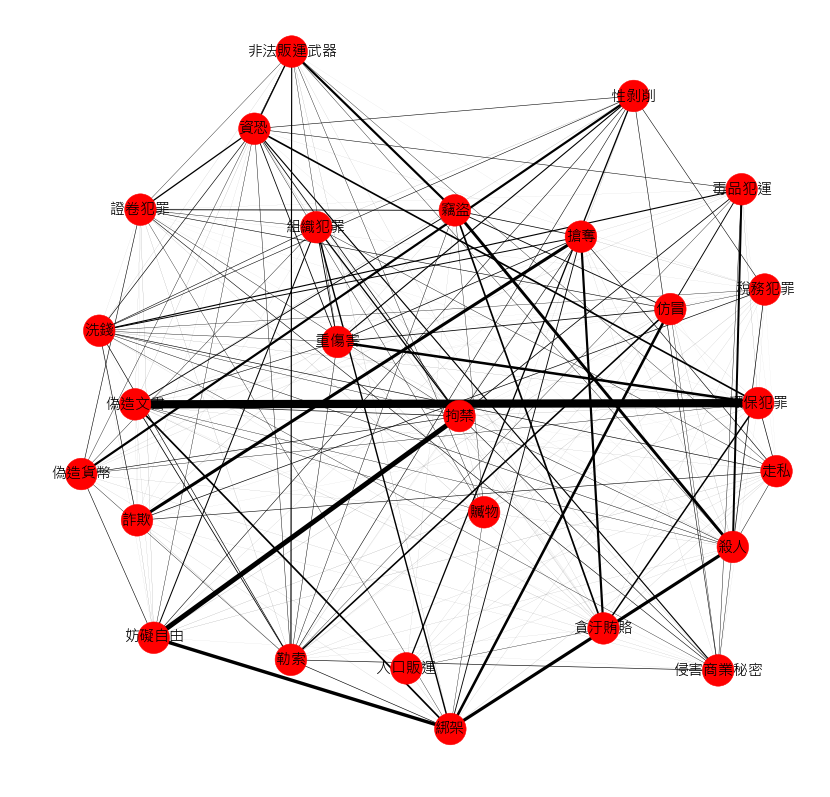 非法販運武器
性剝削
資恐
毒品犯運
證卷犯罪
竊盜
組織犯罪
搶奪
稅務犯罪
仿冒
洗錢
重傷害
偽造文書
環保犯罪
拘禁
走私
偽造貨幣
贓物
詐欺
殺人
貪汙賄賂
妨礙自由
勒索
人口販運
侵害商業秘密
綁架